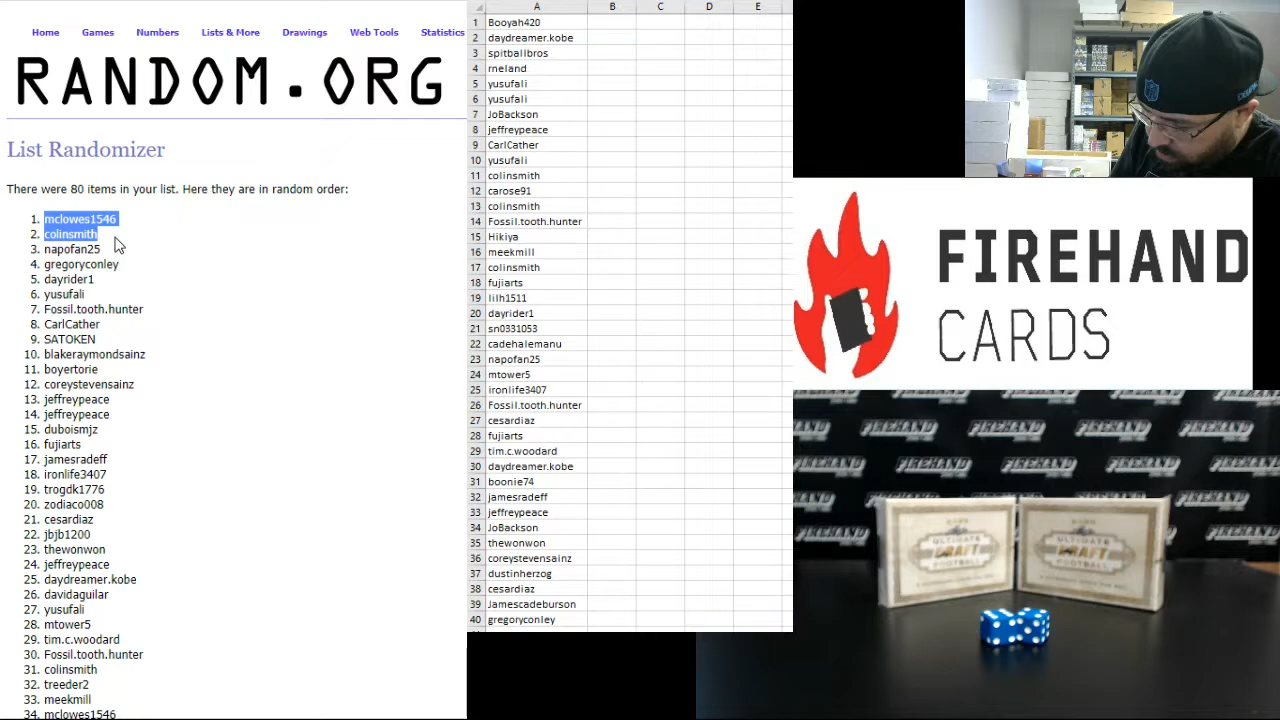 Home Games Numbers Lists & More Drawings Web Tools Statistics
RANDOM.ORG
List Randomizer
There were 80 items in your list. Here they are in random order:
1. mclowes1546
2. colinsmith
3. napofan25
4. gregoryconley
5. dayrider1
6. yusufali
7. Fossil.tooth.hunter
8. CarlCather
9. SATOKEN
10. blakeraymondsainz
11. boyertorie
12. coreystevensainz
13. jeffreypeace
14. jeffreypeace
15. duboismjz
16. fujiarts
17. jamesradeff
18. ironlife3407
19. trogdk1776
20. zodiaco008
21. cesardiaz
22. jbjb1200
23. thewonwon
24. jeffreypeace
25. daydreamer.kobe
26. davidaguilar
27. yusufali
28. mtower5
29. tim.c.woodard
30. Fossil.tooth.hunter
31. colinsmith
32. treeder2
33. meekmill
34. mclowes1546
A B C D E
1 Booyah420
2 daydreamer.kobe
3 spitballbros
4 rneland
5 yusufali
6 yusufali
7 JoBackson
8 jeffreypeace
9 CarlCather
10 yusufali
11 colinsmith
12 carose91
13 colinsmith
14 Fossil.tooth.hunter
15 Hikiya
16 meekmill
17 colinsmith
18 fujiarts
19 lilh1511
20 dayrider1
21 sn0331053
22 cadehalemanu
23 napofan25
24 mtower5
25 ironlife3407
26 Fossil.tooth.hunter
27 cesardiaz
28 fujiarts
29 tim.c.woodard
30 daydreamer.kobe
31 boonie74
32 jamesradeff
33 jeffreypeace
34 JoBackson
35 thewonwon
36 coreystevensainz
37 dustinherzog
38 cesardiaz
39 Jamescadeburson
40 gregoryconley
FIREHAND
CARDS
FIREHAND FIREHAND FIREHAND
ULTIMATE
DRAFT
FOOTBALL
ULTIMATE
DRAFT
FOOTBALL